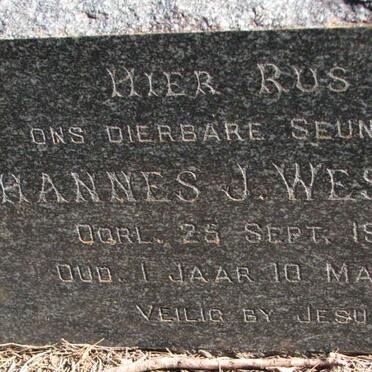 HIER RUS
ONS DIERBARE SEUN
HANNES J. WES
OORL. 25 SEPT. 19
OUD. 1 JAAR 10 MA
VEILIG BY JESU